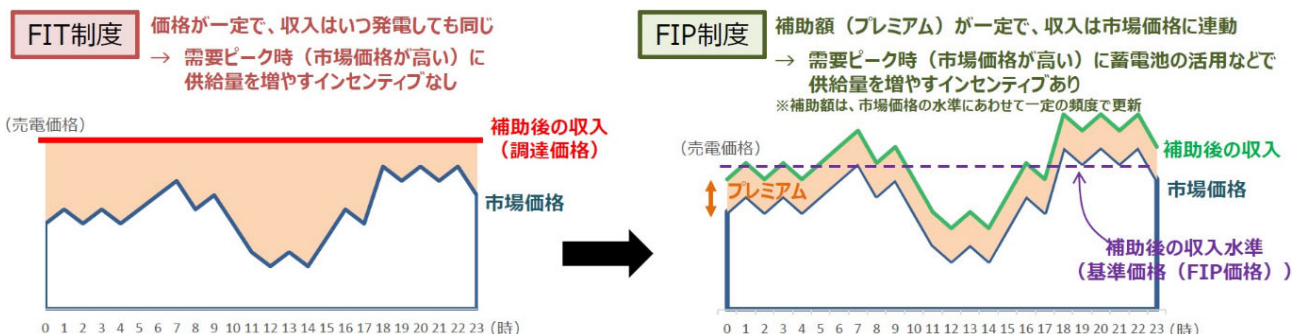 FIT制度
価格が一定で、収入はいつ発電しても同じ
→ 需要ピーク時（市場価格が高い）に
供給量を増やすインセンティブなし
（売電価格）
補助後の収入
（調達価格）
市場価格
0 1 2 3 4 5 6 7 8 9 10 11 12 13 14 15 16 17 18 19 20 21 22 23 （時）
FIP制度
補助額（プレミアム）が一定で、収入は市場価格に連動
→ 需要ピーク時（市場価格が高い）に蓄電池の活用などで
供給量を増やすインセンティブあり
※補助額は、市場価格の水準にあわせて一定の頻度で更新
（売電価格）
補助後の収入
プレミアム
市場価格
補助後の収入水準
（基準価格（FIP価格））
0 1 2 3 4 5 6 7 8 9 10 11 12 13 14 15 16 17 18 19 20 21 22 23 （時）